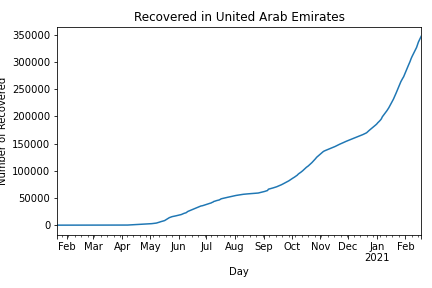 Recovered in United Arab Emirates
350000
300000
250000
200000
150000
100000
50000
0
Number of Recovered
Feb Mar Apr May Jun Jul Aug Sep Oct Nov Dec Jan Feb
2021
Day